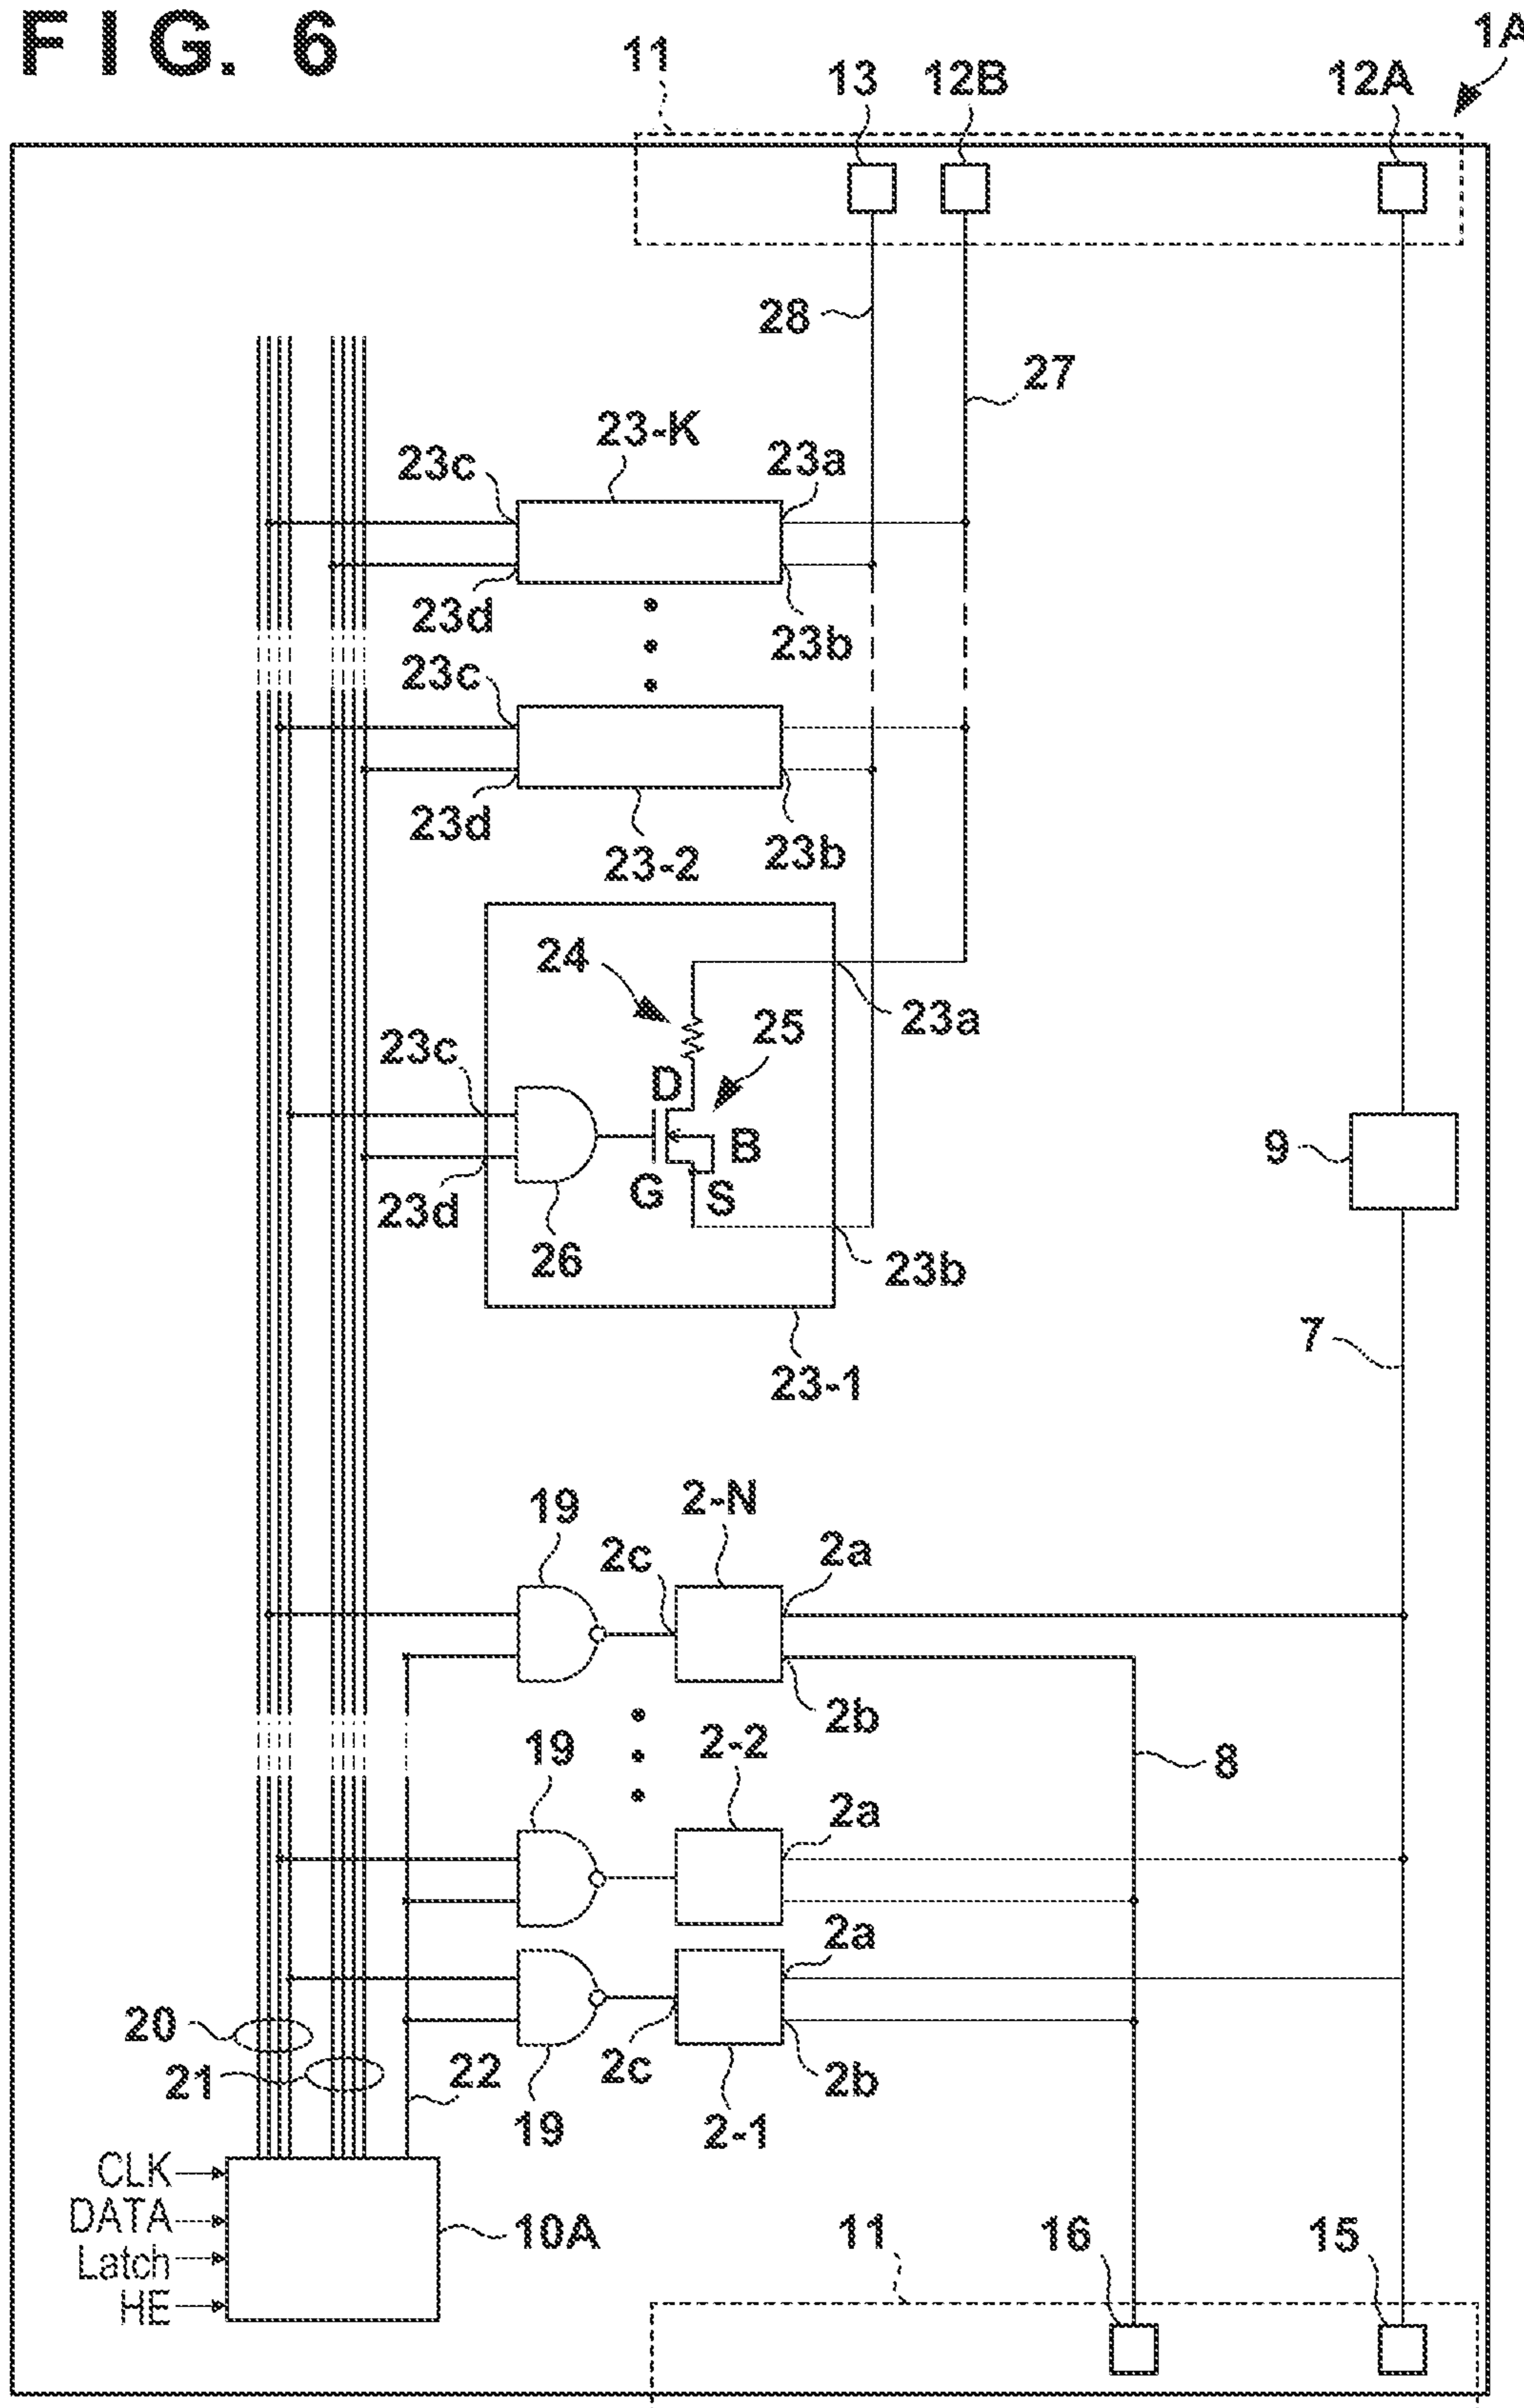 FIG. 6
1A
11
13
12B
12A
28
27
23-K
23c
23a
23d
23b
23c
23d
23-2
23b
24
23a
25
23c
D
B
G
S
23d
26
23b
9
7
23-1
19
2-N
2c
2a
2b
19
2-2
8
2a
2a
20
21
22
19
2c
2-1
2b
CLK
DATA
Latch
HE
10A
11
16
15